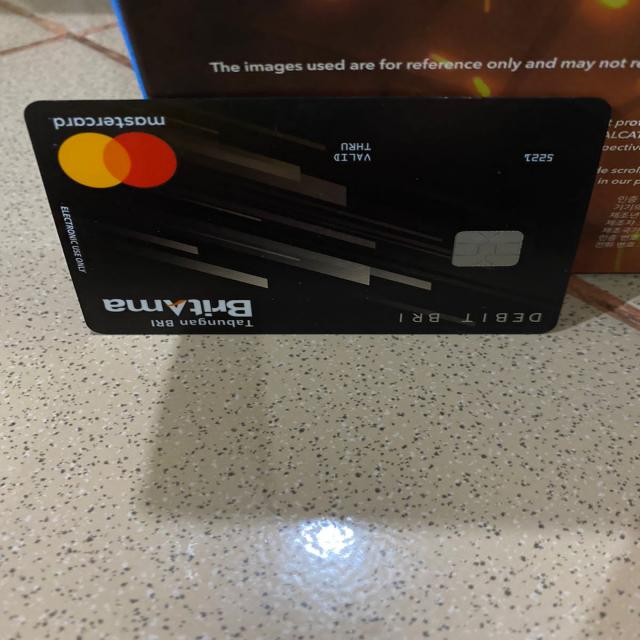 The images used are for reference only and may not re
DEBIT BRI
Tabungan BRI
BritAma
5221
VALID
THRU
ELECTRONIC USE ONLY
mastercard